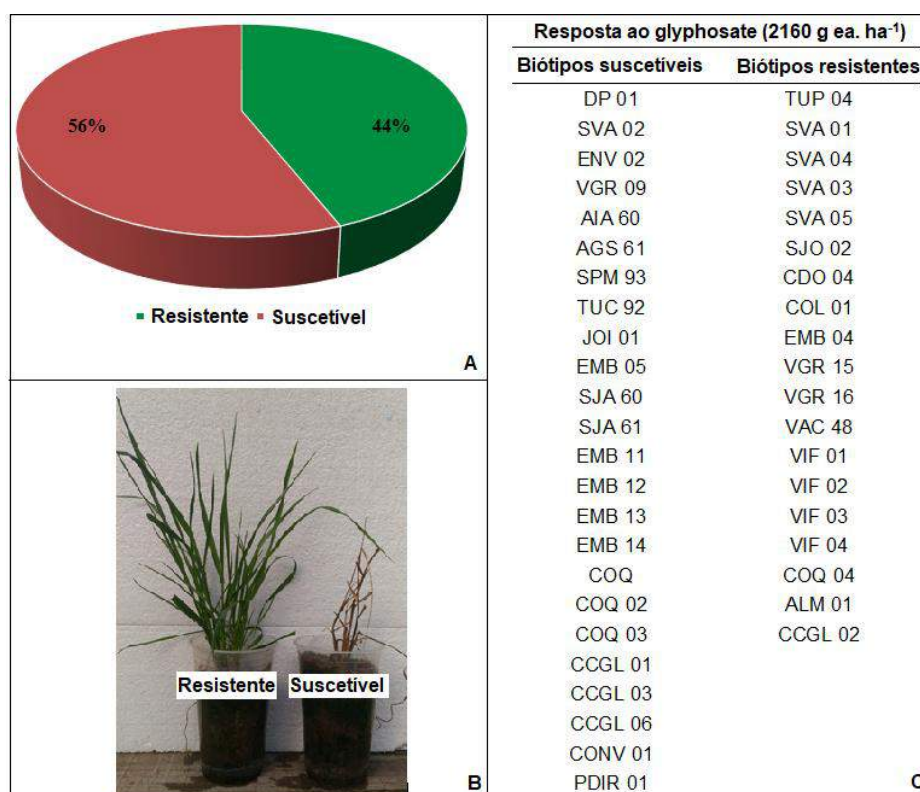 56%
44%
Resistente Suscetível
A
Resistente Suscetível
B
Resposta ao glyphosate (2160 g ea. ha⁻¹)
Biótipos suscetíveis Biótipos resistentes
DP 01 TUP 04
SVA 02 SVA 01
ENV 02 SVA 04
VGR 09 SVA 03
AIA 60 SVA 05
AGS 61 SJO 02
SPM 93 CDO 04
TUC 92 COL 01
JOI 01 EMB 04
EMB 05 VGR 15
SJA 60 VGR 16
SJA 61 VAC 48
EMB 11 VIF 01
EMB 12 VIF 02
EMB 13 VIF 03
EMB 14 VIF 04
COQ COQ 04
COQ 02 ALM 01
COQ 03 CCGL 02
CCGL 01
CCGL 03
CCGL 06
CONV 01
PDIR 01
C